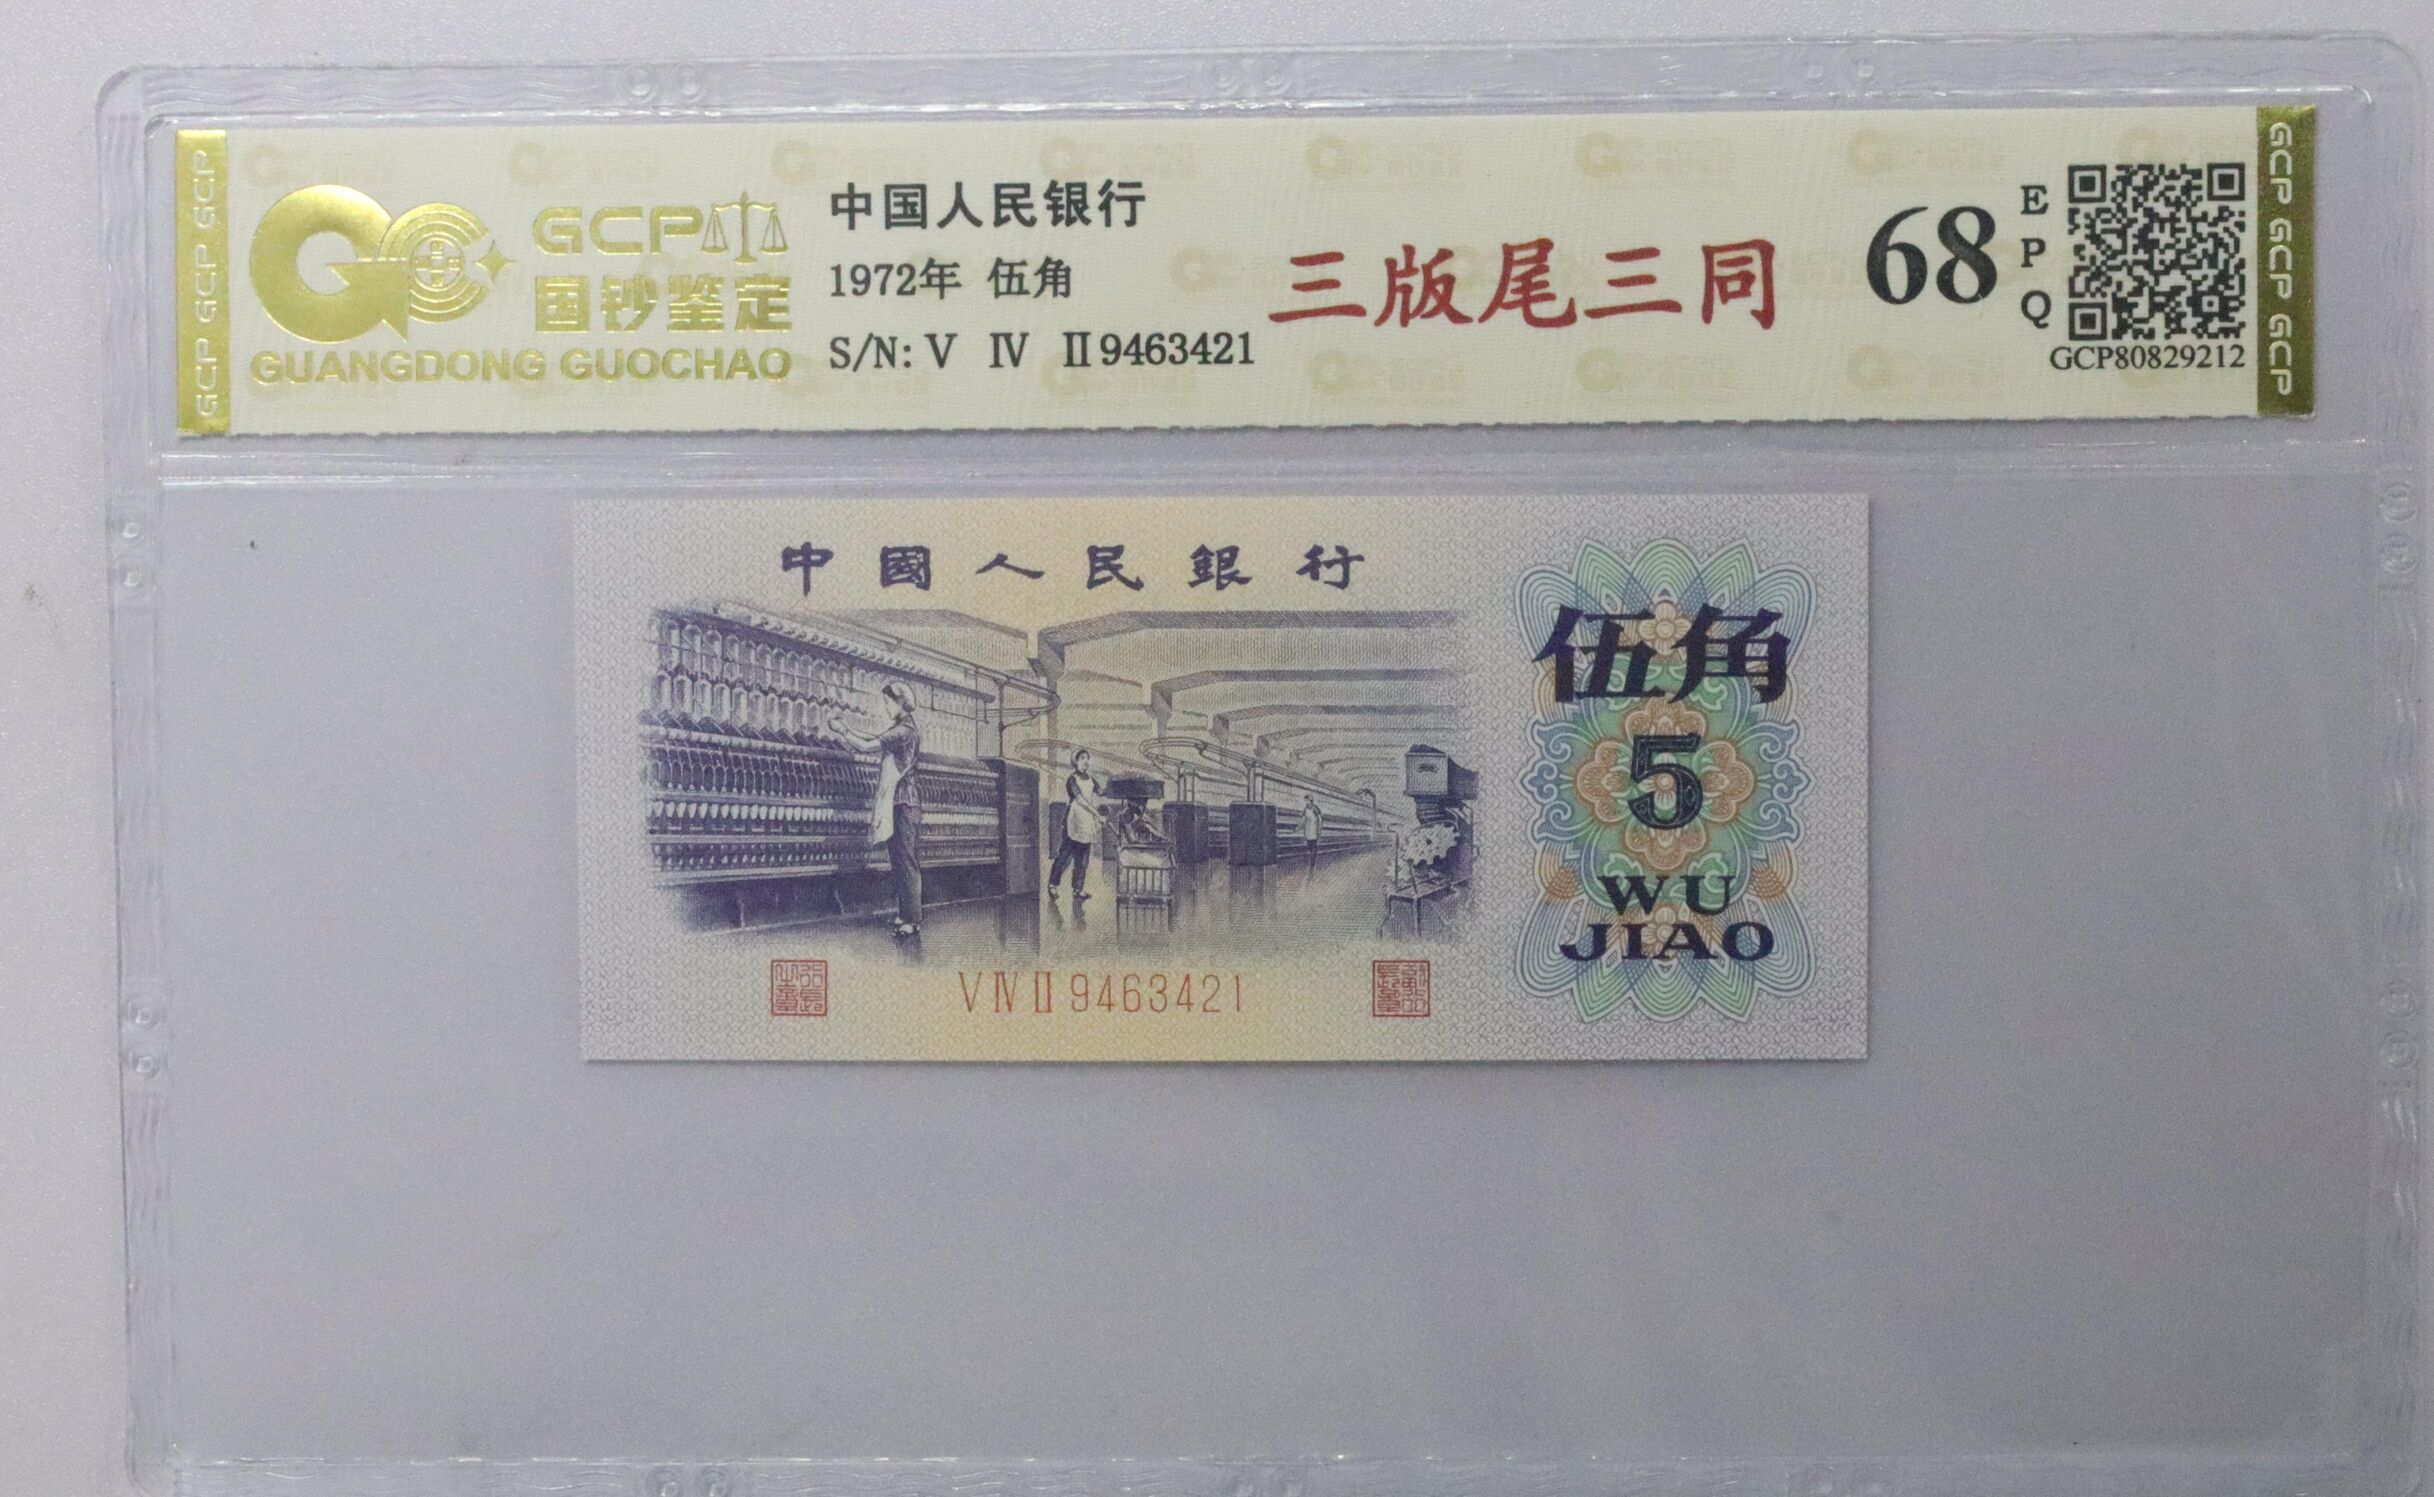 GCP GCP GCP
GCP
国钞鉴定
GUANGDONG GUOCHAO
中国人民银行
1972年 伍角
S/N: V IV II 9463421
三版尾三同
68
E
P
Q
GCP80829212
GCP GCP GCP GCP
中國人民銀行
伍角
5
WU
JIAO
V IV II 9463421